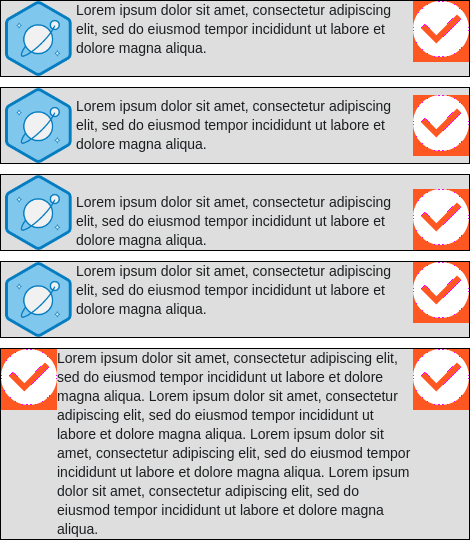 Lorem ipsum dolor sit amet, consectetur adipiscing
elit, sed do eiusmod tempor incididunt ut labore et
dolore magna aliqua.
Lorem ipsum dolor sit amet, consectetur adipiscing
elit, sed do eiusmod tempor incididunt ut labore et
dolore magna aliqua.
Lorem ipsum dolor sit amet, consectetur adipiscing
elit, sed do eiusmod tempor incididunt ut labore et
dolore magna aliqua.
Lorem ipsum dolor sit amet, consectetur adipiscing
elit, sed do eiusmod tempor incididunt ut labore et
dolore magna aliqua.
Lorem ipsum dolor sit amet, consectetur adipiscing elit,
sed do eiusmod tempor incididunt ut labore et dolore
magna aliqua. Lorem ipsum dolor sit amet, consectetur
adipiscing elit, sed do eiusmod tempor incididunt ut
labore et dolore magna aliqua. Lorem ipsum dolor sit
amet, consectetur adipiscing elit, sed do eiusmod tempor
incididunt ut labore et dolore magna aliqua. Lorem ipsum
dolor sit amet, consectetur adipiscing elit, sed do
eiusmod tempor incididunt ut labore et dolore magna
aliqua.